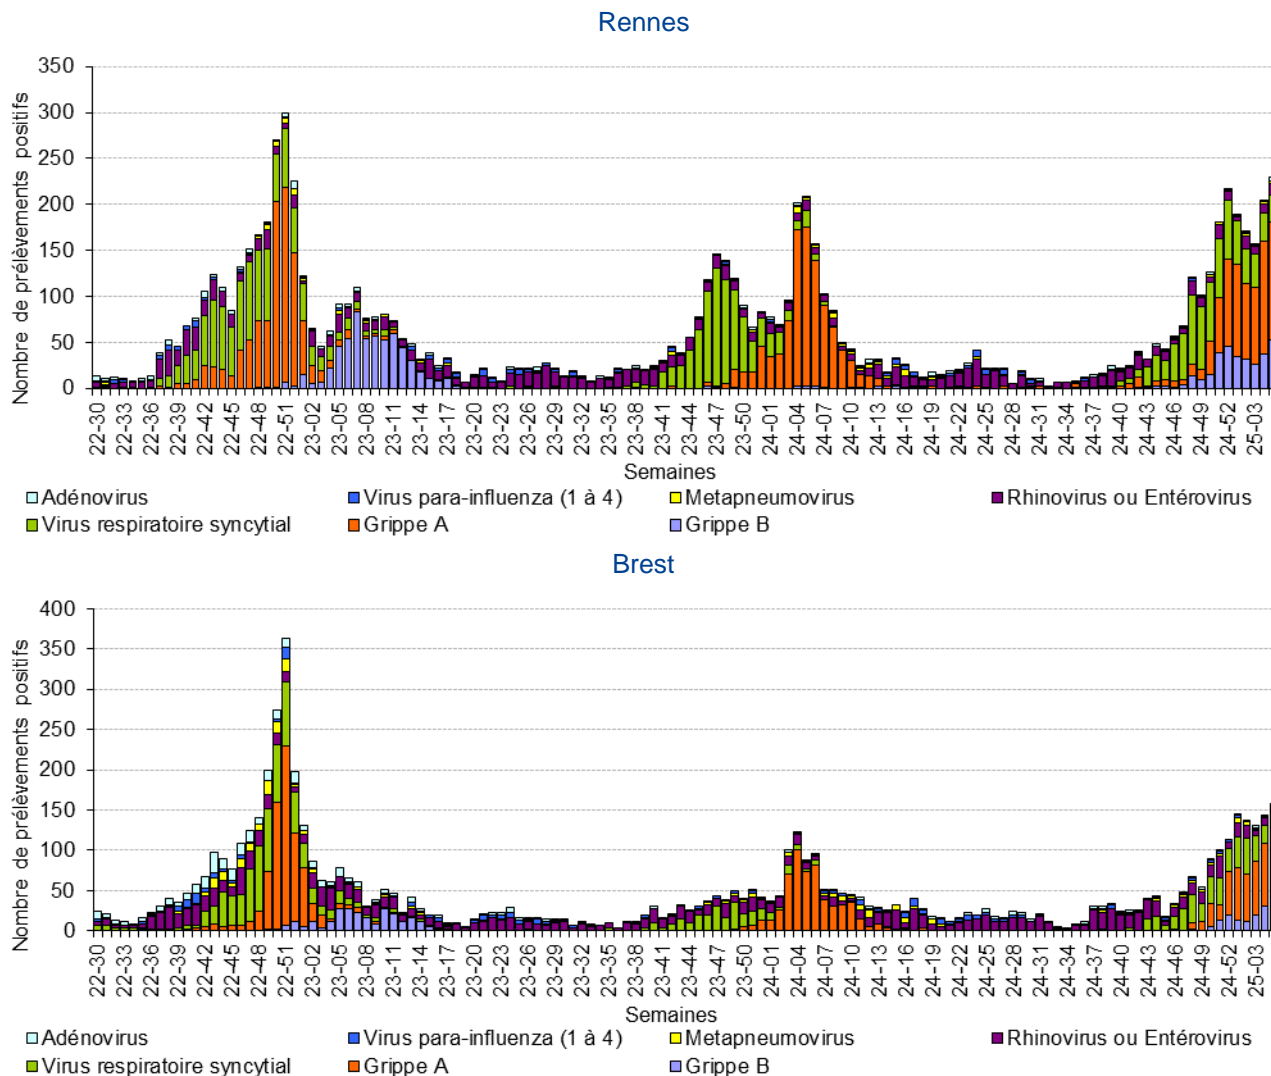 Rennes
Nombre de prélèvements positifs
350
300
250
200
150
100
50
0
22-30 22-33 22-36 22-39 22-42 22-45 22-48 22-51 23-02 23-05 23-08 23-11 23-14 23-17 23-20 23-23 23-26 23-29 23-32 23-35 23-38 23-41 23-44 23-47 23-50 24-01 24-04 24-07 24-10 24-13 24-16 24-19 24-22 24-25 24-28 24-31 24-34 24-37 24-40 24-43 24-46 24-49 24-52 25-03
Semaines
Adénovirus Virus para-influenza (1 à 4) Metapneumovirus Rhinovirus ou Entérovirus
Virus respiratoire syncytial Grippe A Grippe B
Brest
Nombre de prélèvements positifs
400
350
300
250
200
150
100
50
0
22-30 22-33 22-36 22-39 22-42 22-45 22-48 22-51 23-02 23-05 23-08 23-11 23-14 23-17 23-20 23-23 23-26 23-29 23-32 23-35 23-38 23-41 23-44 23-47 23-50 24-01 24-04 24-07 24-10 24-13 24-16 24-19 24-22 24-25 24-28 24-31 24-34 24-37 24-40 24-43 24-46 24-49 24-52 25-03
Semaines
Adénovirus Virus para-influenza (1 à 4) Metapneumovirus Rhinovirus ou Entérovirus
Virus respiratoire syncytial Grippe A Grippe B